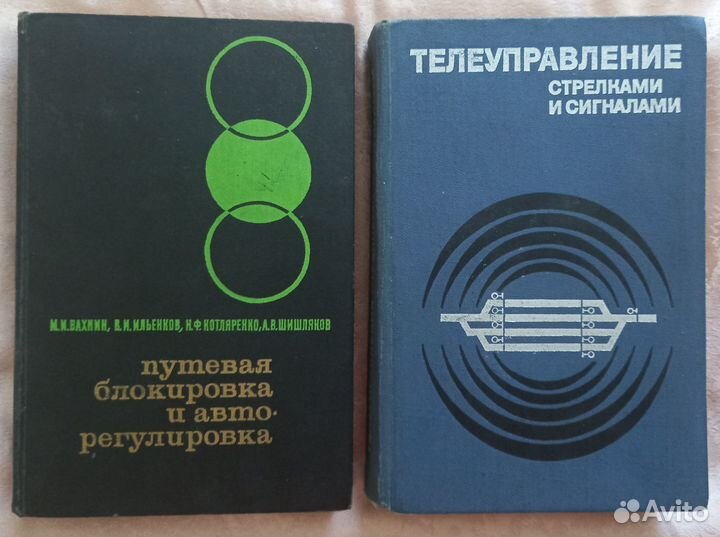 М.И.ВАХНИН, В.И.ИЛЬЕНКОВ, Н.Ф.КОТЛЯРЕНКО, А.В.ШИШЛЯКОВ
путевая
блокировка
и авто-
регулировка
ТЕЛЕУПРАВЛЕНИЕ
СТРЕЛКАМИ
И СИГНАЛАМИ
Avito